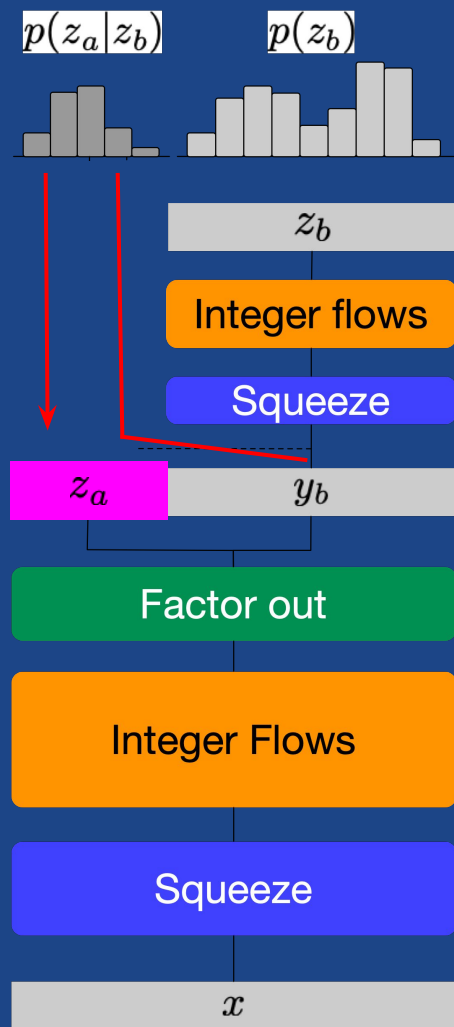 p(z_a|z_b) p(z_b)
z_b
Integer flows
Squeeze
z_a y_b
Factor out
Integer Flows
Squeeze
x